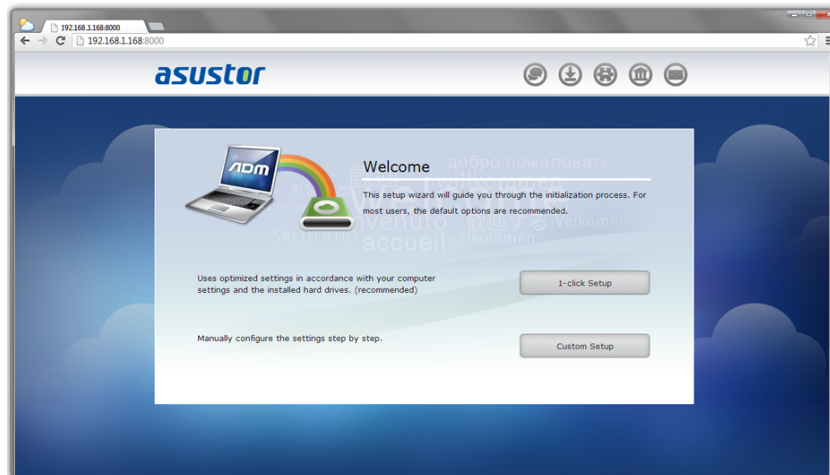 192.168.1.168:8000
192.168.1.168:8000
asustor
ADM
Welcome
добро пожаловать
This setup wizard will guide you through the initialization process. For
most users, the default options are recommended.
accueil välkommen
Uses optimized settings in accordance with your computer
settings and the installed hard drives. (recommended)
1-click Setup
Manually configure the settings step by step.
Custom Setup